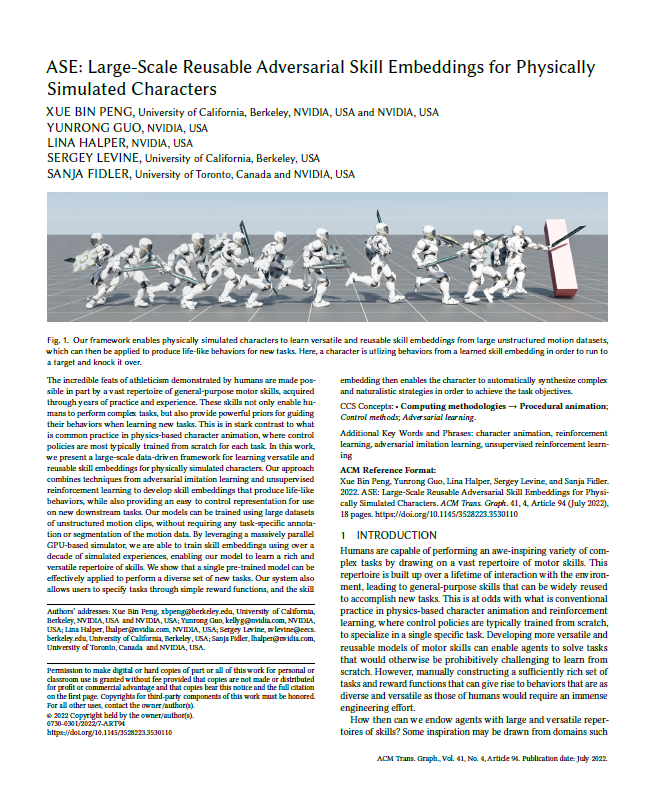 ASE: Large-Scale Reusable Adversarial Skill Embeddings for Physically
Simulated Characters
XUE BIN PENG, University of California, Berkeley, NVIDIA, USA and NVIDIA, USA
YUNRONG GUO, NVIDIA, USA
LINA HALPER, NVIDIA, USA
SERGEY LEVINE, University of California, Berkeley, USA
SANJA FIDLER, University of Toronto, Canada and NVIDIA, USA
Fig. 1. Our framework enables physically simulated characters to learn versatile and reusable skill embeddings from large unstructured motion datasets,
which can then be applied to produce life-like behaviors for new tasks. Here, a character is utlizing behaviors from a learned skill embedding in order to run to
a target and knock it over.
The incredible feats of athleticism demonstrated by humans are made pos-
sible in part by a vast repertoire of general-purpose motor skills, acquired
through years of practice and experience. These skills not only enable hu-
mans to perform complex tasks, but also provide powerful priors for guiding
their behaviors when learning new tasks. This is in stark contrast to what
is common practice in physics-based character animation, where control
policies are most typically trained from scratch for each task. In this work,
we present a large-scale data-driven framework for learning versatile and
reusable skill embeddings for physically simulated characters. Our approach
combines techniques from adversarial imitation learning and unsupervised
reinforcement learning to develop skill embeddings that produce life-like
behaviors, while also providing an easy to control representation for use
on new downstream tasks. Our models can be trained using large datasets
of unstructured motion clips, without requiring any task-specific annota-
tion or segmentation of the motion data. By leveraging a massively parallel
GPU-based simulator, we are able to train skill embeddings using over a
decade of simulated experiences, enabling our model to learn a rich and
versatile repertoire of skills. We show that a single pre-trained model can be
effectively applied to perform a diverse set of new tasks. Our system also
allows users to specify tasks through simple reward functions, and the skill
Authors' addresses: Xue Bin Peng, xbpeng@berkeley.edu, University of California,
Berkeley, NVIDIA, USA and NVIDIA, USA; Yunrong Guo, kellyg@nvidia.com, NVIDIA,
USA; Lina Halper, lhalper@nvidia.com, NVIDIA, USA; Sergey Levine, svlevine@eecs.
berkeley.edu, University of California, Berkeley, USA; Sanja Fidler, lhalper@nvidia.com,
University of Toronto, Canada and NVIDIA, USA.
Permission to make digital or hard copies of part or all of this work for personal or
classroom use is granted without fee provided that copies are not made or distributed
for profit or commercial advantage and that copies bear this notice and the full citation
on the first page. Copyrights for third-party components of this work must be honored.
For all other uses, contact the owner/author(s).
© 2022 Copyright held by the owner/author(s).
0730-0301/2022/7-ART94
https://doi.org/10.1145/3528223.3530110
embedding then enables the character to automatically synthesize complex
and naturalistic strategies in order to achieve the task objectives.
CCS Concepts: • Computing methodologies → Procedural animation;
Control methods; Adversarial learning.
Additional Key Words and Phrases: character animation, reinforcement
learning, adversarial imitation learning, unsupervised reinforcement learn-
ing
ACM Reference Format:
Xue Bin Peng, Yunrong Guo, Lina Halper, Sergey Levine, and Sanja Fidler.
2022. ASE: Large-Scale Reusable Adversarial Skill Embeddings for Physi-
cally Simulated Characters. ACM Trans. Graph. 41, 4, Article 94 (July 2022),
18 pages. https://doi.org/10.1145/3528223.3530110
1 INTRODUCTION
Humans are capable of performing an awe-inspiring variety of com-
plex tasks by drawing on a vast repertoire of motor skills. This
repertoire is built up over a lifetime of interaction with the environ-
ment, leading to general-purpose skills that can be widely reused
to accomplish new tasks. This is at odds with what is conventional
practice in physics-based character animation and reinforcement
learning, where control policies are typically trained from scratch,
to specialize in a single specific task. Developing more versatile and
reusable models of motor skills can enable agents to solve tasks
that would otherwise be prohibitively challenging to learn from
scratch. However, manually constructing a sufficiently rich set of
tasks and reward functions that can give rise to behaviors that are as
diverse and versatile as those of humans would require an immense
engineering effort.
How then can we endow agents with large and versatile reper-
toires of skills? Some inspiration may be drawn from domains such
ACM Trans. Graph., Vol. 41, No. 4, Article 94. Publication date: July 2022.